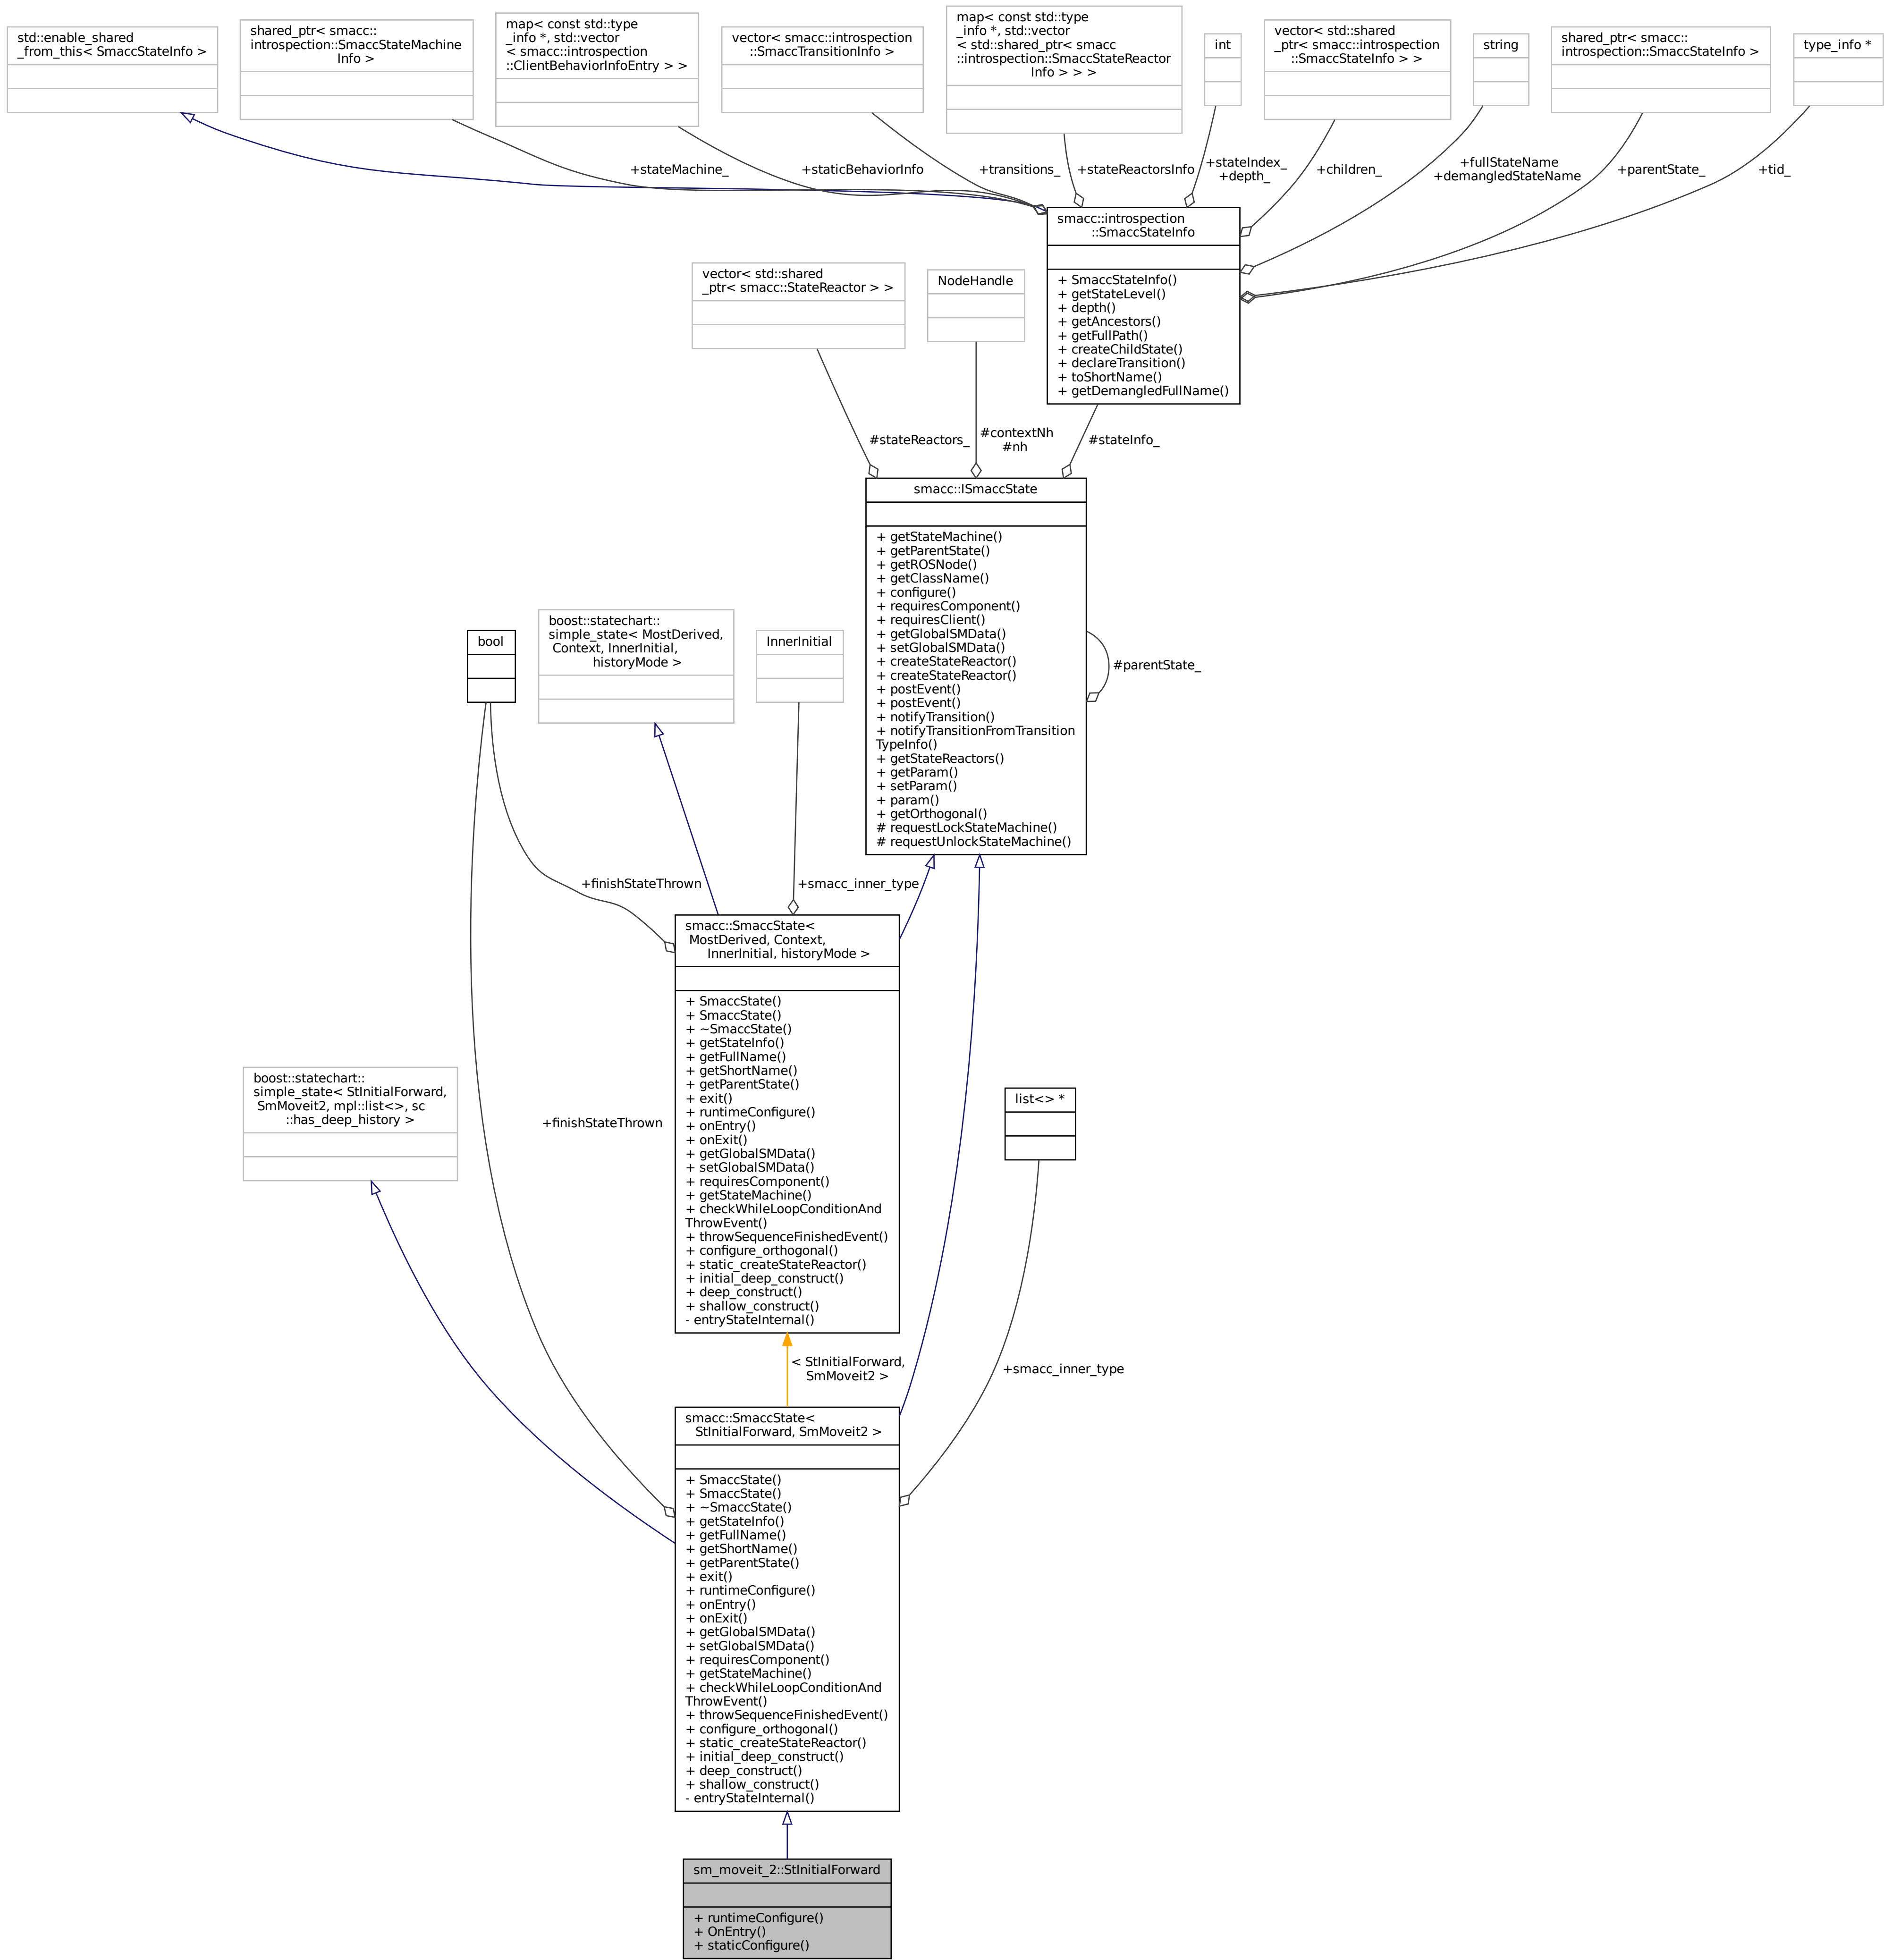 std::enable_shared
_from_this< SmaccStateInfo >
shared_ptr< smacc::
introspection::SmaccStateMachine
Info >
map< const std::type
_info *, std::vector
< smacc::introspection
::ClientBehaviorInfoEntry > >
vector< smacc::introspection
::SmaccTransitionInfo >
map< const std::type
_info *, std::vector
< std::shared_ptr< smacc
::introspection::SmaccStateReactor
Info > > >
int
vector< std::shared
_ptr< smacc::introspection
::SmaccStateInfo > >
string
shared_ptr< smacc::
introspection::SmaccStateInfo >
type_info *
+stateMachine_
+staticBehaviorInfo
+transitions_
+stateReactorsInfo
+stateIndex_
+depth_
+children_
+fullStateName
+demangledStateName
+parentState_
+tid_
smacc::introspection
::SmaccStateInfo
+ SmaccStateInfo()
+ getStateLevel()
+ depth()
+ getAncestors()
+ getFullPath()
+ createChildState()
+ declareTransition()
+ toShortName()
+ getDemangledFullName()
vector< std::shared
_ptr< smacc::StateReactor > >
NodeHandle
#stateReactors_
#contextNh
#nh
#stateInfo_
smacc::ISmaccState
+ getStateMachine()
+ getParentState()
+ getROSNode()
+ getClassName()
+ configure()
+ requiresComponent()
+ requiresClient()
+ getGlobalSMData()
+ setGlobalSMData()
+ createStateReactor()
+ createStateReactor()
+ postEvent()
+ postEvent()
+ notifyTransition()
+ notifyTransitionFromTransition
TypeInfo()
+ getStateReactors()
+ getParam()
+ setParam()
+ param()
+ getOrthogonal()
# requestLockStateMachine()
# requestUnlockStateMachine()
#parentState_
bool
boost::statechart::
simple_state< MostDerived,
Context, InnerInitial,
historyMode >
InnerInitial
+finishStateThrown
+smacc_inner_type
smacc::SmaccState<
MostDerived, Context,
InnerInitial, historyMode >
+ SmaccState()
+ SmaccState()
+ ~SmaccState()
+ getStateInfo()
+ getFullName()
+ getShortName()
+ getParentState()
+ exit()
+ runtimeConfigure()
+ onEntry()
+ onExit()
+ getGlobalSMData()
+ setGlobalSMData()
+ requiresComponent()
+ getStateMachine()
+ checkWhileLoopConditionAnd
ThrowEvent()
+ throwSequenceFinishedEvent()
+ configure_orthogonal()
+ static_createStateReactor()
+ initial_deep_construct()
+ deep_construct()
+ shallow_construct()
- entryStateInternal()
boost::statechart::
simple_state< StInitialForward,
SmMoveit2, mpl::list<>, sc
::has_deep_history >
+finishStateThrown
list<> *
< StInitialForward,
SmMoveit2 >
+smacc_inner_type
smacc::SmaccState<
StInitialForward, SmMoveit2 >
+ SmaccState()
+ SmaccState()
+ ~SmaccState()
+ getStateInfo()
+ getFullName()
+ getShortName()
+ getParentState()
+ exit()
+ runtimeConfigure()
+ onEntry()
+ onExit()
+ getGlobalSMData()
+ setGlobalSMData()
+ requiresComponent()
+ getStateMachine()
+ checkWhileLoopConditionAnd
ThrowEvent()
+ throwSequenceFinishedEvent()
+ configure_orthogonal()
+ static_createStateReactor()
+ initial_deep_construct()
+ deep_construct()
+ shallow_construct()
- entryStateInternal()
sm_moveit_2::StInitialForward
+ runtimeConfigure()
+ OnEntry()
+ staticConfigure()